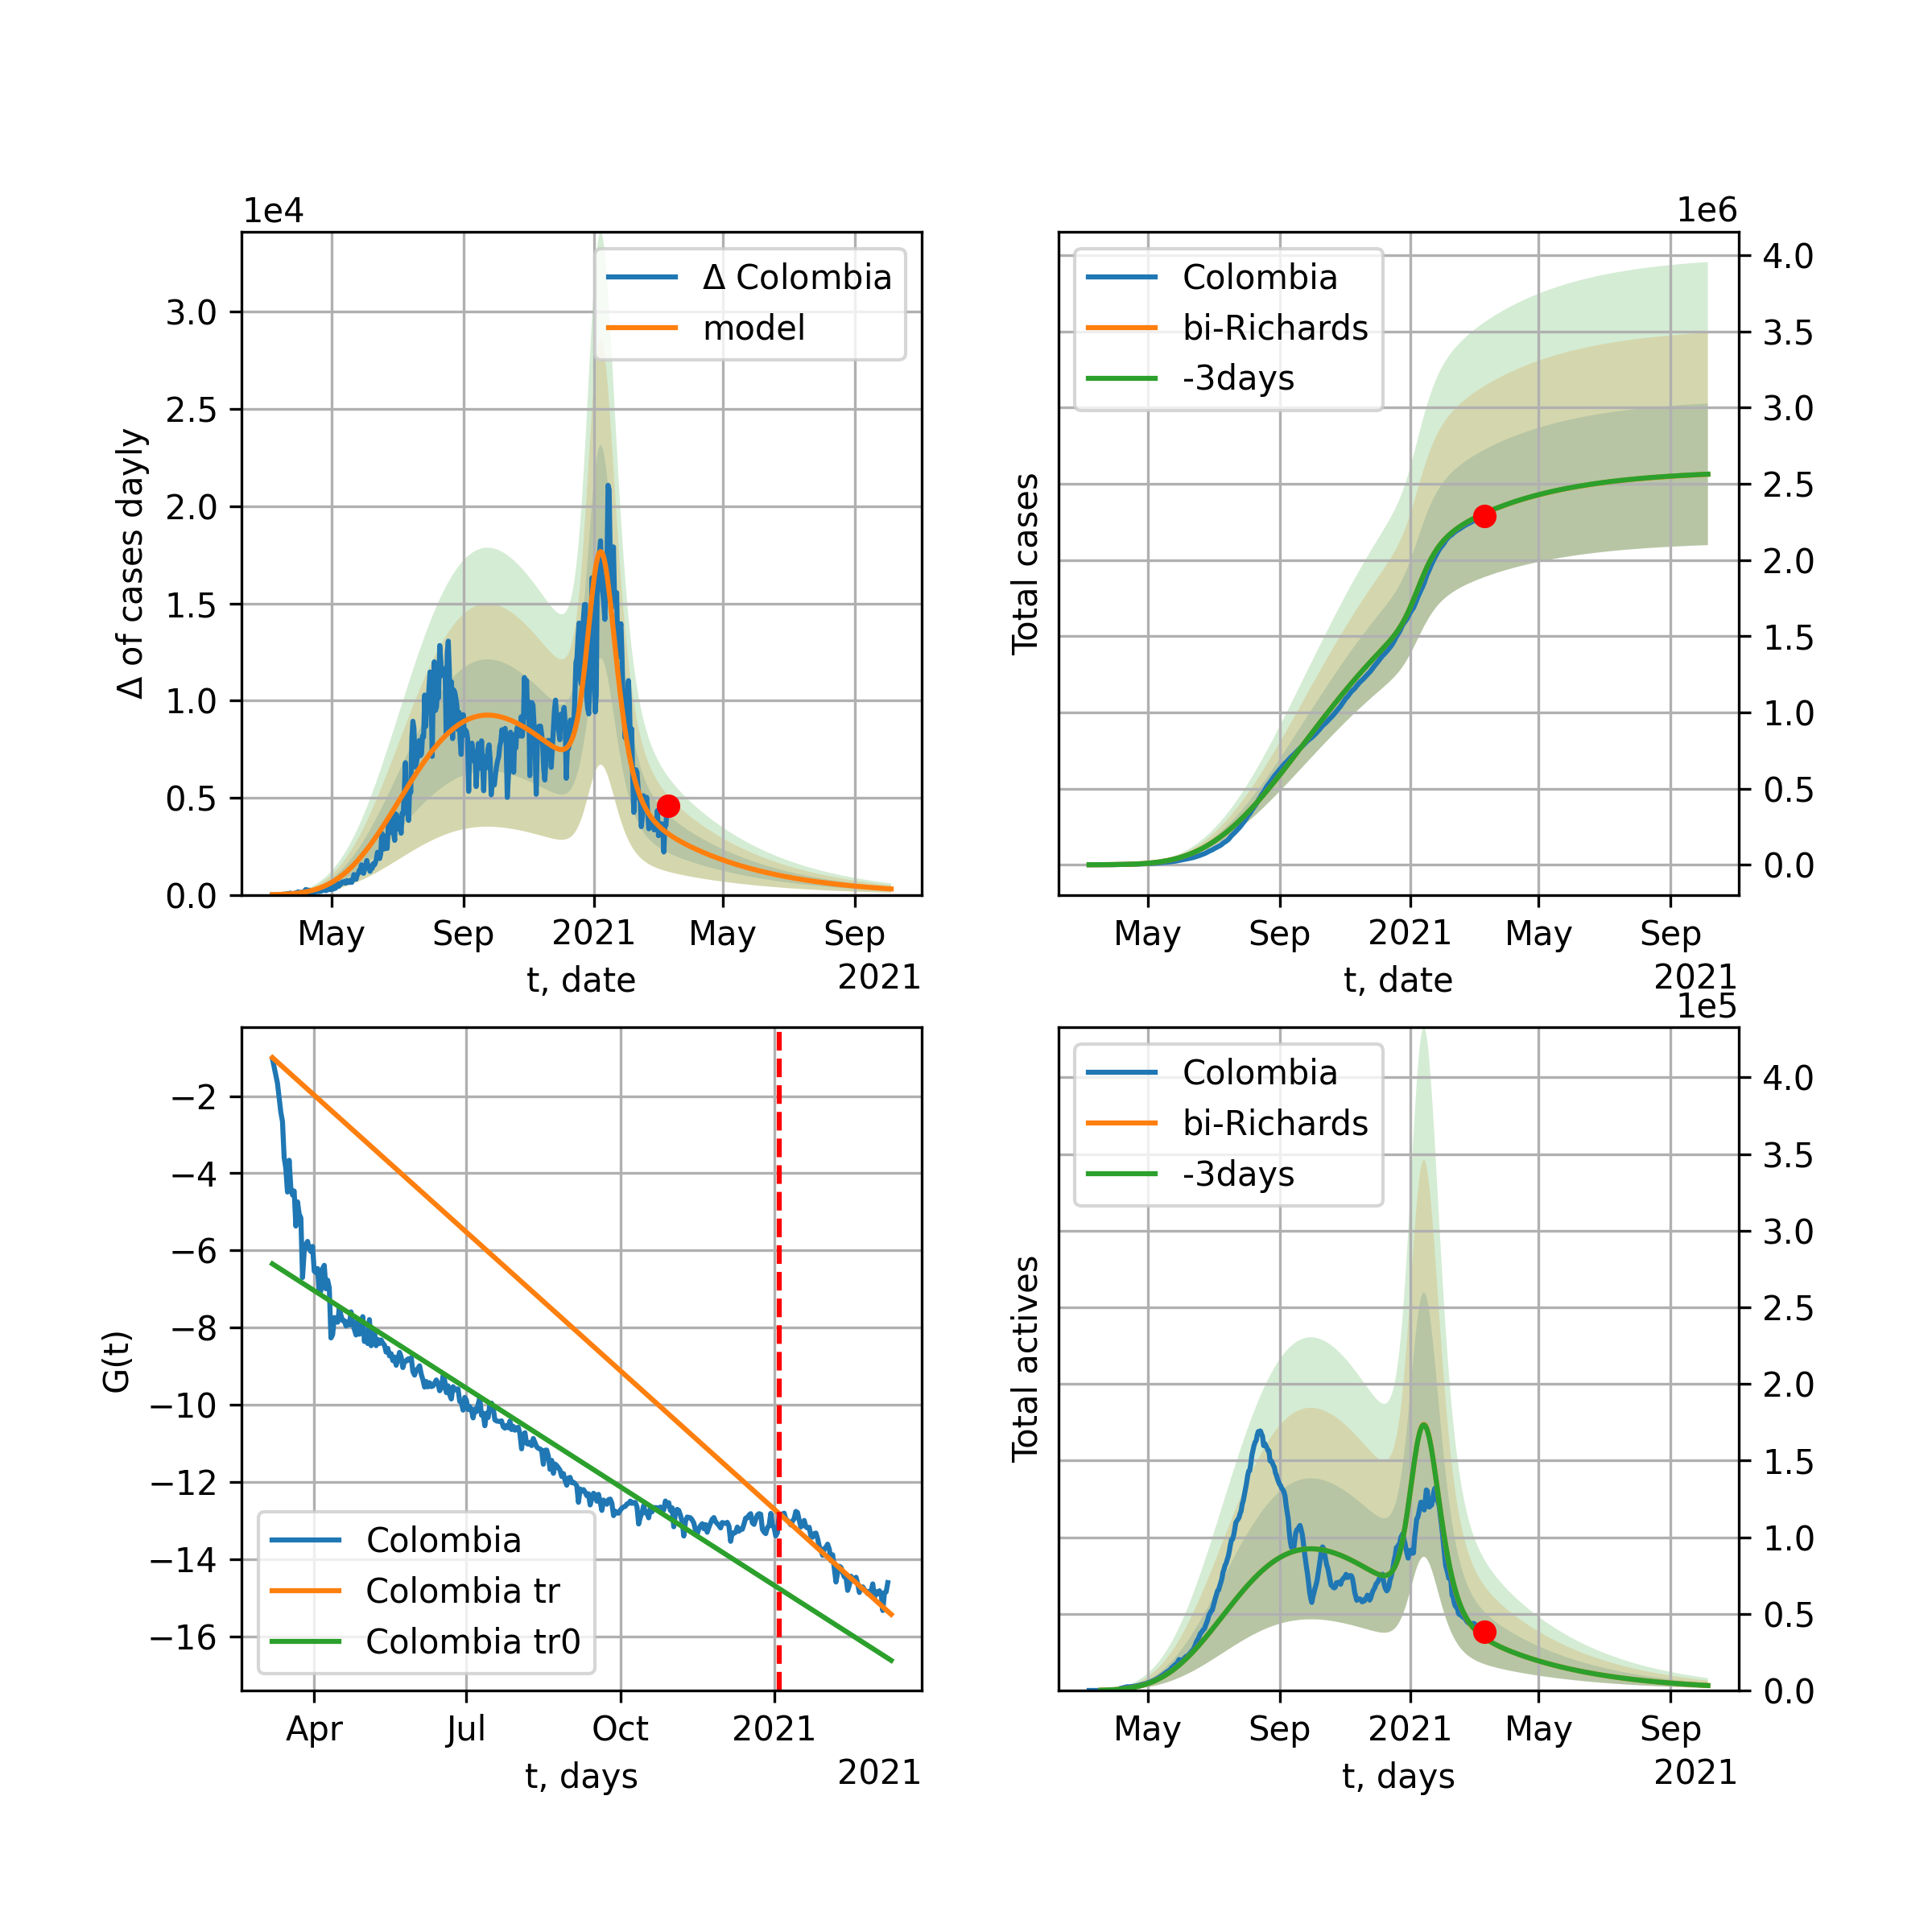 1e4
Δ of cases dayly
3.0
2.5
2.0
1.5
1.0
0.5
0.0
Δ Colombia
model
May Sep 2021 May Sep
t, date
2021
1e6
Total cases
Colombia
bi-Richards
-3days
4.0
3.5
3.0
2.5
2.0
1.5
1.0
0.5
0.0
May Sep 2021 May Sep
t, date
2021
G(t)
−2
−4
−6
−8
−10
−12
−14
−16
Colombia
Colombia tr
Colombia tr0
Apr Jul Oct 2021
t, days
2021
1e5
Total actives
Colombia
bi-Richards
-3days
4.0
3.5
3.0
2.5
2.0
1.5
1.0
0.5
0.0
May Sep 2021 May Sep
t, days
2021